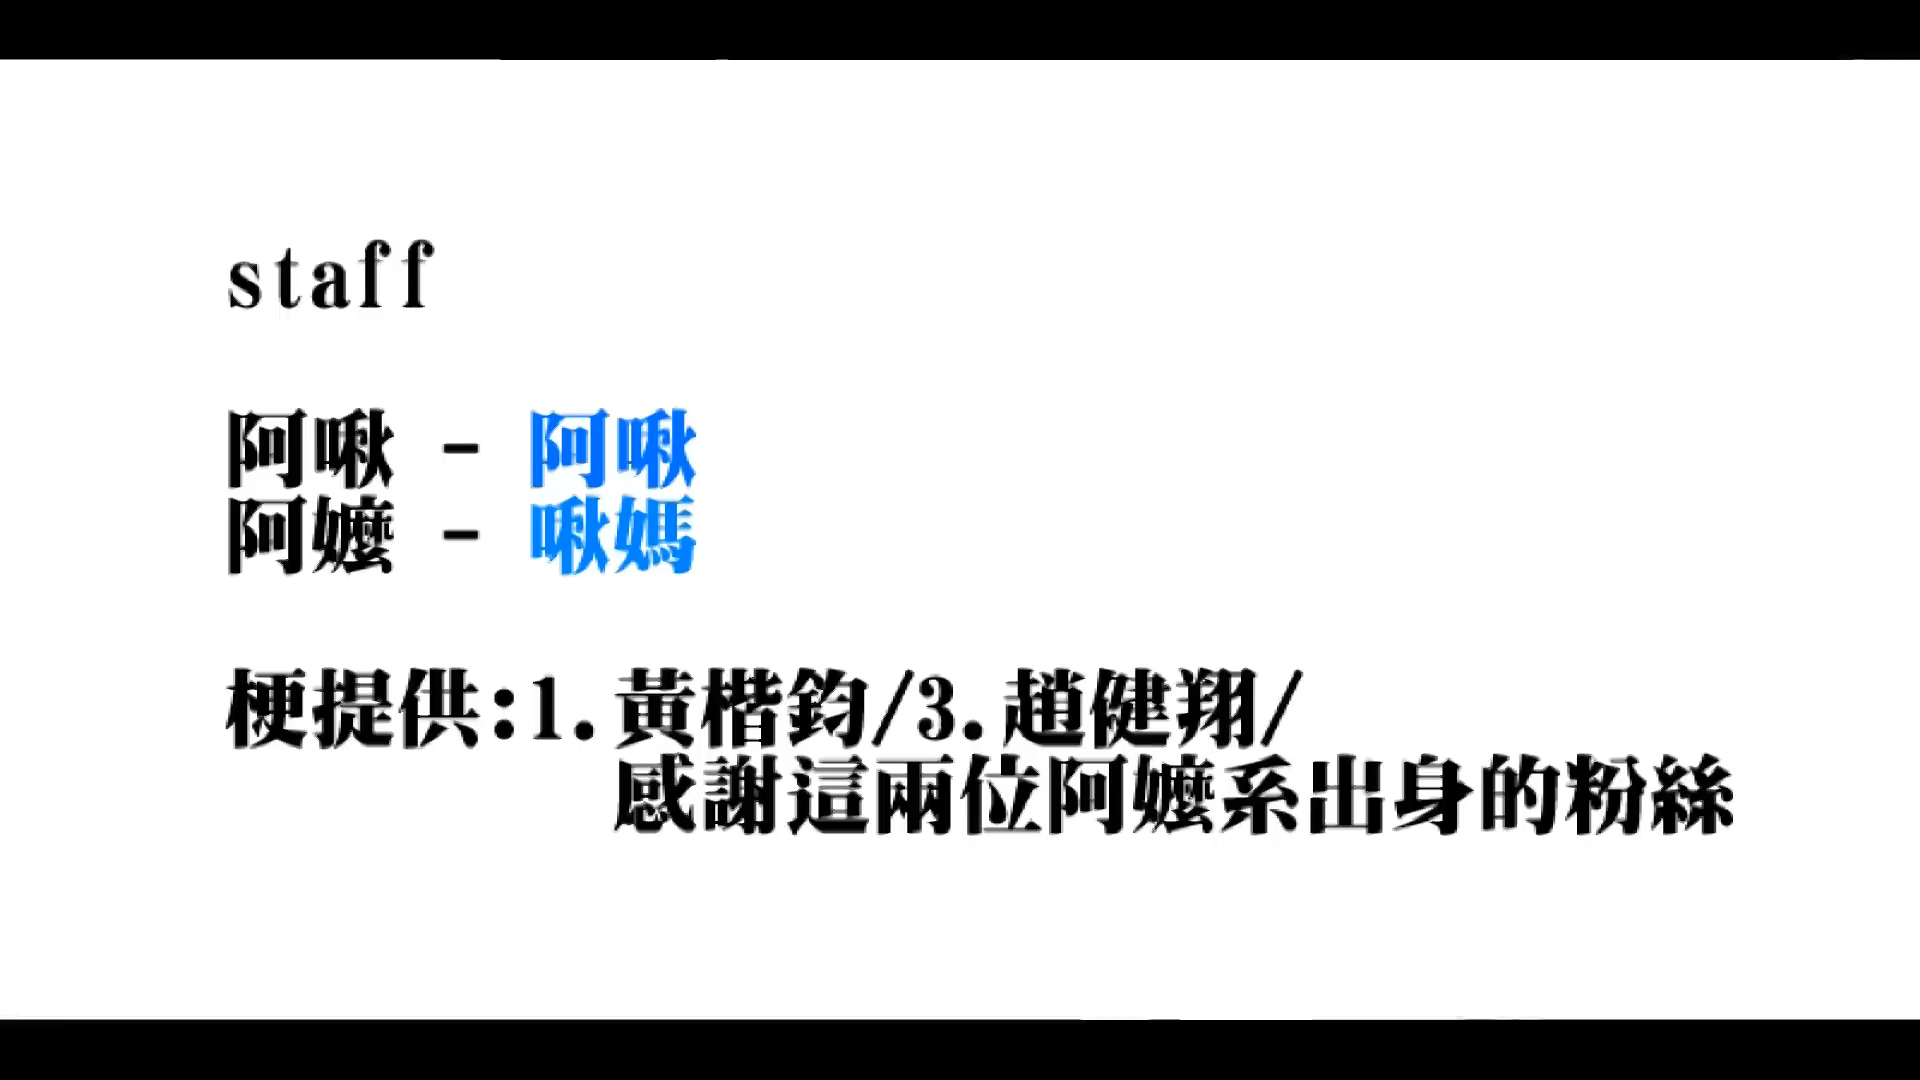 staff
阿啾 - 阿啾
阿嬤 - 啾媽
梗提供:1.黃楷鈞/3.趙健翔/
感謝這兩位阿嬤系出身的粉絲